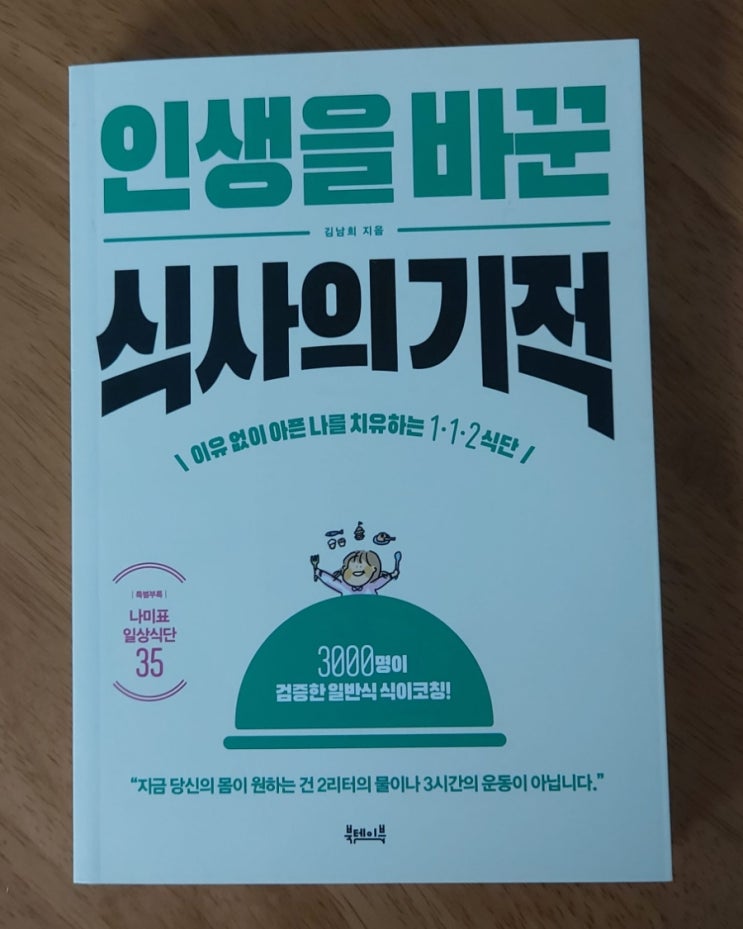 인생을 바꾼
김남희 지음
식사의 기적
\ 이유 없이 아픈 나를 치유하는 1·1·2 식단 /
| 특별부록 |
나미표
일상식단
35
3000명이
검증한 일반식 식이코칭!
“지금 당신의 몸이 원하는 건 2리터의 물이나 3시간의 운동이 아닙니다.”
북테이블